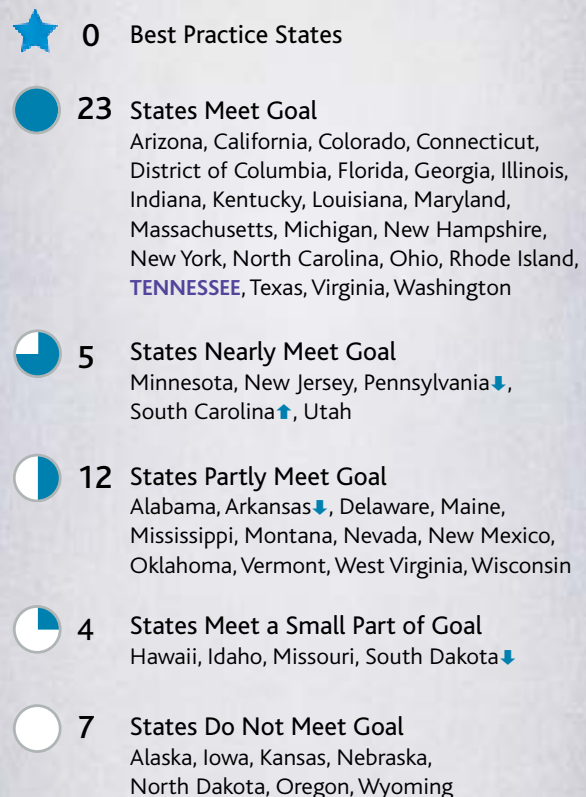 0 Best Practice States
23 States Meet Goal
Arizona, California, Colorado, Connecticut,
District of Columbia, Florida, Georgia, Illinois,
Indiana, Kentucky, Louisiana, Maryland,
Massachusetts, Michigan, New Hampshire,
New York, North Carolina, Ohio, Rhode Island,
TENNESSEE, Texas, Virginia, Washington
5 States Nearly Meet Goal
Minnesota, New Jersey, Pennsylvania⬇,
South Carolina⬆, Utah
12 States Partly Meet Goal
Alabama, Arkansas⬇, Delaware, Maine,
Mississippi, Montana, Nevada, New Mexico,
Oklahoma, Vermont, West Virginia, Wisconsin
4 States Meet a Small Part of Goal
Hawaii, Idaho, Missouri, South Dakota⬇
7 States Do Not Meet Goal
Alaska, Iowa, Kansas, Nebraska,
North Dakota, Oregon, Wyoming